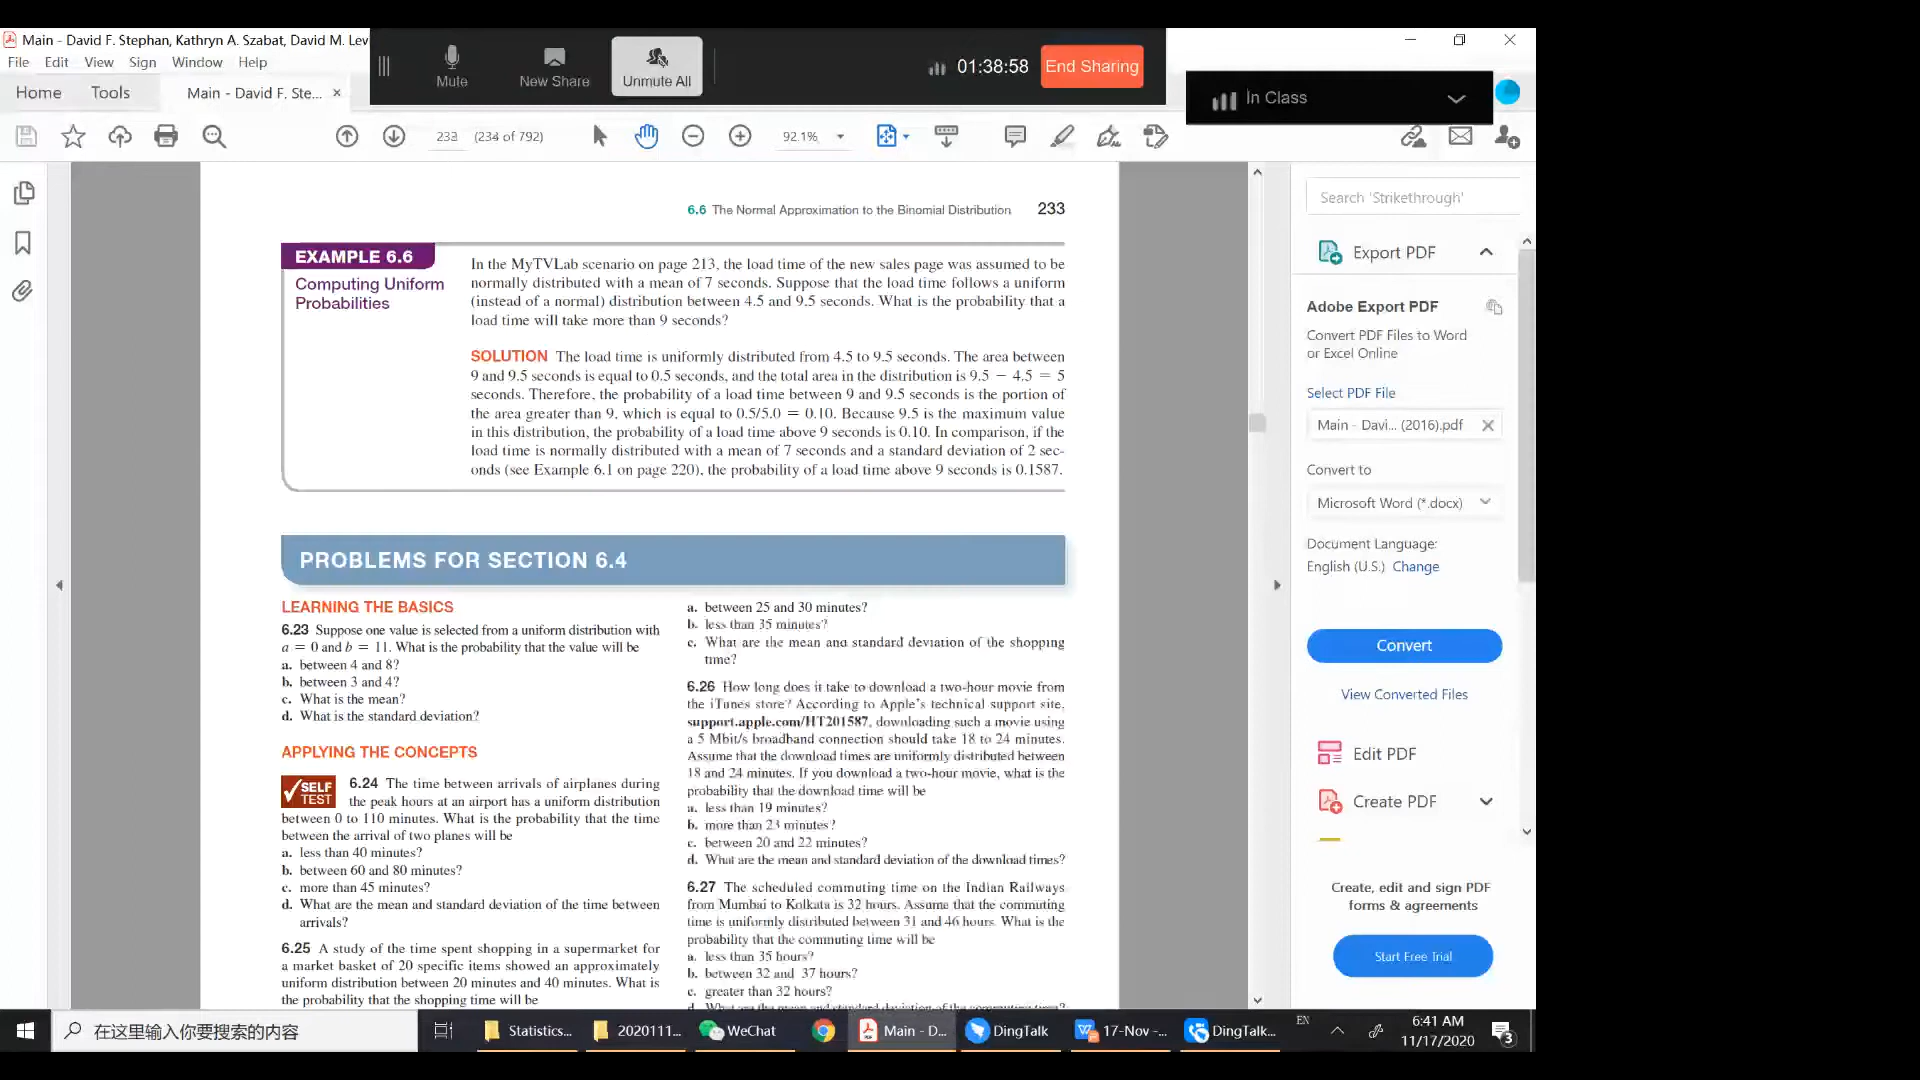 Main - David F. Stephan, Kathryn A. Szabat, David M. Lev
File Edit View Sign Window Help
Mute
New Share
Unmute All
01:38:58
End Sharing
In Class
Home Tools Main - David F. Ste... ×
233 (234 of 792)
92.1%
Search 'Strikethrough'
Export PDF
Adobe Export PDF
Convert PDF Files to Word
or Excel Online
Select PDF File
Main - Davi... (2016).pdf
Convert to
Microsoft Word (*.docx)
Document Language:
English (U.S.) Change
Convert
View Converted Files
Edit PDF
Create PDF
Create, edit and sign PDF
forms & agreements
Start Free Trial
6.6 The Normal Approximation to the Binomial Distribution 233
EXAMPLE 6.6
Computing Uniform
Probabilities
In the MyTVLab scenario on page 213, the load time of the new sales page was assumed to be
normally distributed with a mean of 7 seconds. Suppose that the load time follows a uniform
(instead of a normal) distribution between 4.5 and 9.5 seconds. What is the probability that a
load time will take more than 9 seconds?
SOLUTION The load time is uniformly distributed from 4.5 to 9.5 seconds. The area between
9 and 9.5 seconds is equal to 0.5 seconds, and the total area in the distribution is 9.5 − 4.5 = 5
seconds. Therefore, the probability of a load time between 9 and 9.5 seconds is the portion of
the area greater than 9, which is equal to 0.5/5.0 = 0.10. Because 9.5 is the maximum value
in this distribution, the probability of a load time above 9 seconds is 0.10. In comparison, if the
load time is normally distributed with a mean of 7 seconds and a standard deviation of 2 sec-
onds (see Example 6.1 on page 220), the probability of a load time above 9 seconds is 0.1587.
PROBLEMS FOR SECTION 6.4
LEARNING THE BASICS
6.23 Suppose one value is selected from a uniform distribution with
a = 0 and b = 11. What is the probability that the value will be
a. between 4 and 8?
b. between 3 and 4?
c. What is the mean?
d. What is the standard deviation?
APPLYING THE CONCEPTS
SELF
TEST
6.24 The time between arrivals of airplanes during
the peak hours at an airport has a uniform distribution
between 0 to 110 minutes. What is the probability that the time
between the arrival of two planes will be
a. less than 40 minutes?
b. between 60 and 80 minutes?
c. more than 45 minutes?
d. What are the mean and standard deviation of the time between
arrivals?
6.25 A study of the time spent shopping in a supermarket for
a market basket of 20 specific items showed an approximately
uniform distribution between 20 minutes and 40 minutes. What is
the probability that the shopping time will be
a. between 25 and 30 minutes?
b. less than 35 minutes?
c. What are the mean and standard deviation of the shopping
time?
6.26 How long does it take to download a two-hour movie from
the iTunes store? According to Apple's technical support site,
support.apple.com/HT201587, downloading such a movie using
a 5 Mbit/s broadband connection should take 18 to 24 minutes.
Assume that the download times are uniformly distributed between
18 and 24 minutes. If you download a two-hour movie, what is the
probability that the download time will be
a. less than 19 minutes?
b. more than 23 minutes?
c. between 20 and 22 minutes?
d. What are the mean and standard deviation of the download times?
6.27 The scheduled commuting time on the Indian Railways
from Mumbai to Kolkata is 32 hours. Assume that the commuting
time is uniformly distributed between 31 and 46 hours. What is the
probability that the commuting time will be
a. less than 35 hours?
b. between 32 and 37 hours?
c. greater than 32 hours?
d. What are the mean and standard deviation of the commuting time?
在这里输入你要搜索的内容
Statistics... 2020111... WeChat Main - D... DingTalk 17-Nov -... DingTalk...
EN
6:41 AM
11/17/2020
3